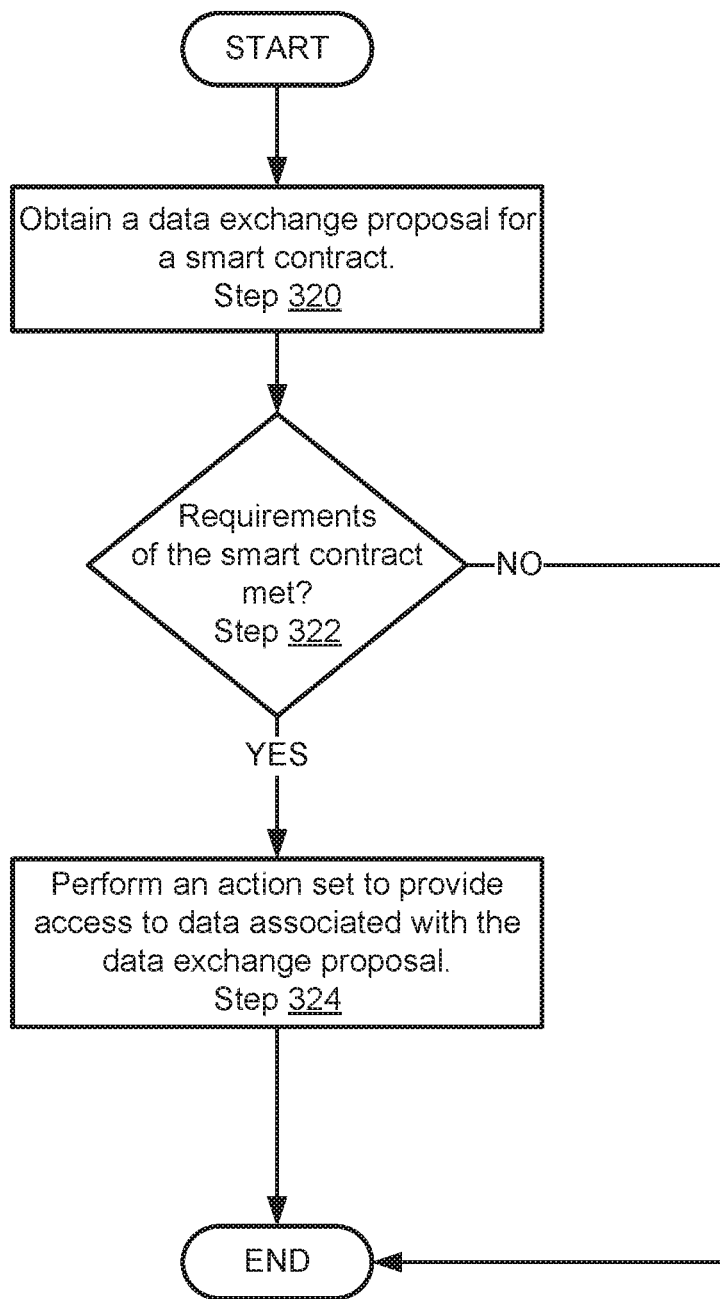 START
Obtain a data exchange proposal for
a smart contract.
Step 320
Requirements
of the smart contract
met?
Step 322
NO
YES
Perform an action set to provide
access to data associated with the
data exchange proposal.
Step 324
END